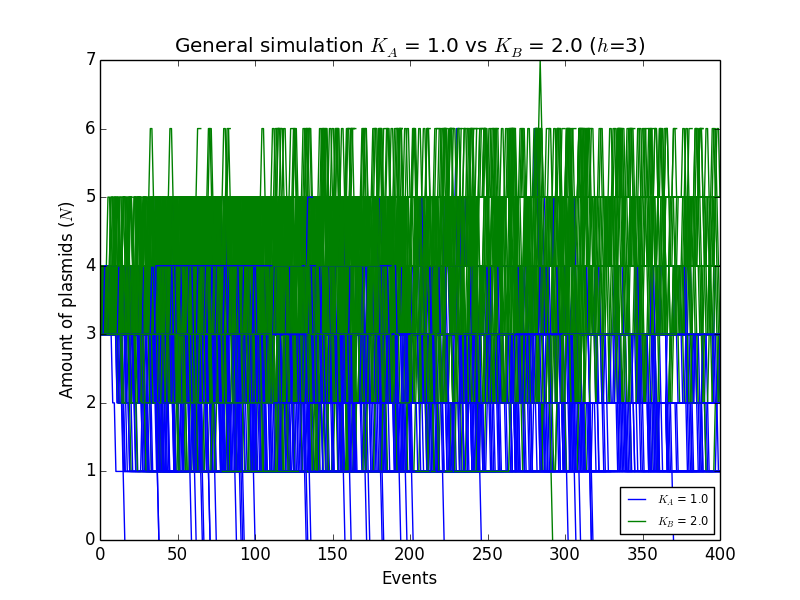 General simulation K_A = 1.0 vs K_B = 2.0 (h=3)
Amount of plasmids (N)
7
6
5
4
3
2
1
0
0 50 100 150 200 250 300 350 400
Events
K_A = 1.0
K_B = 2.0